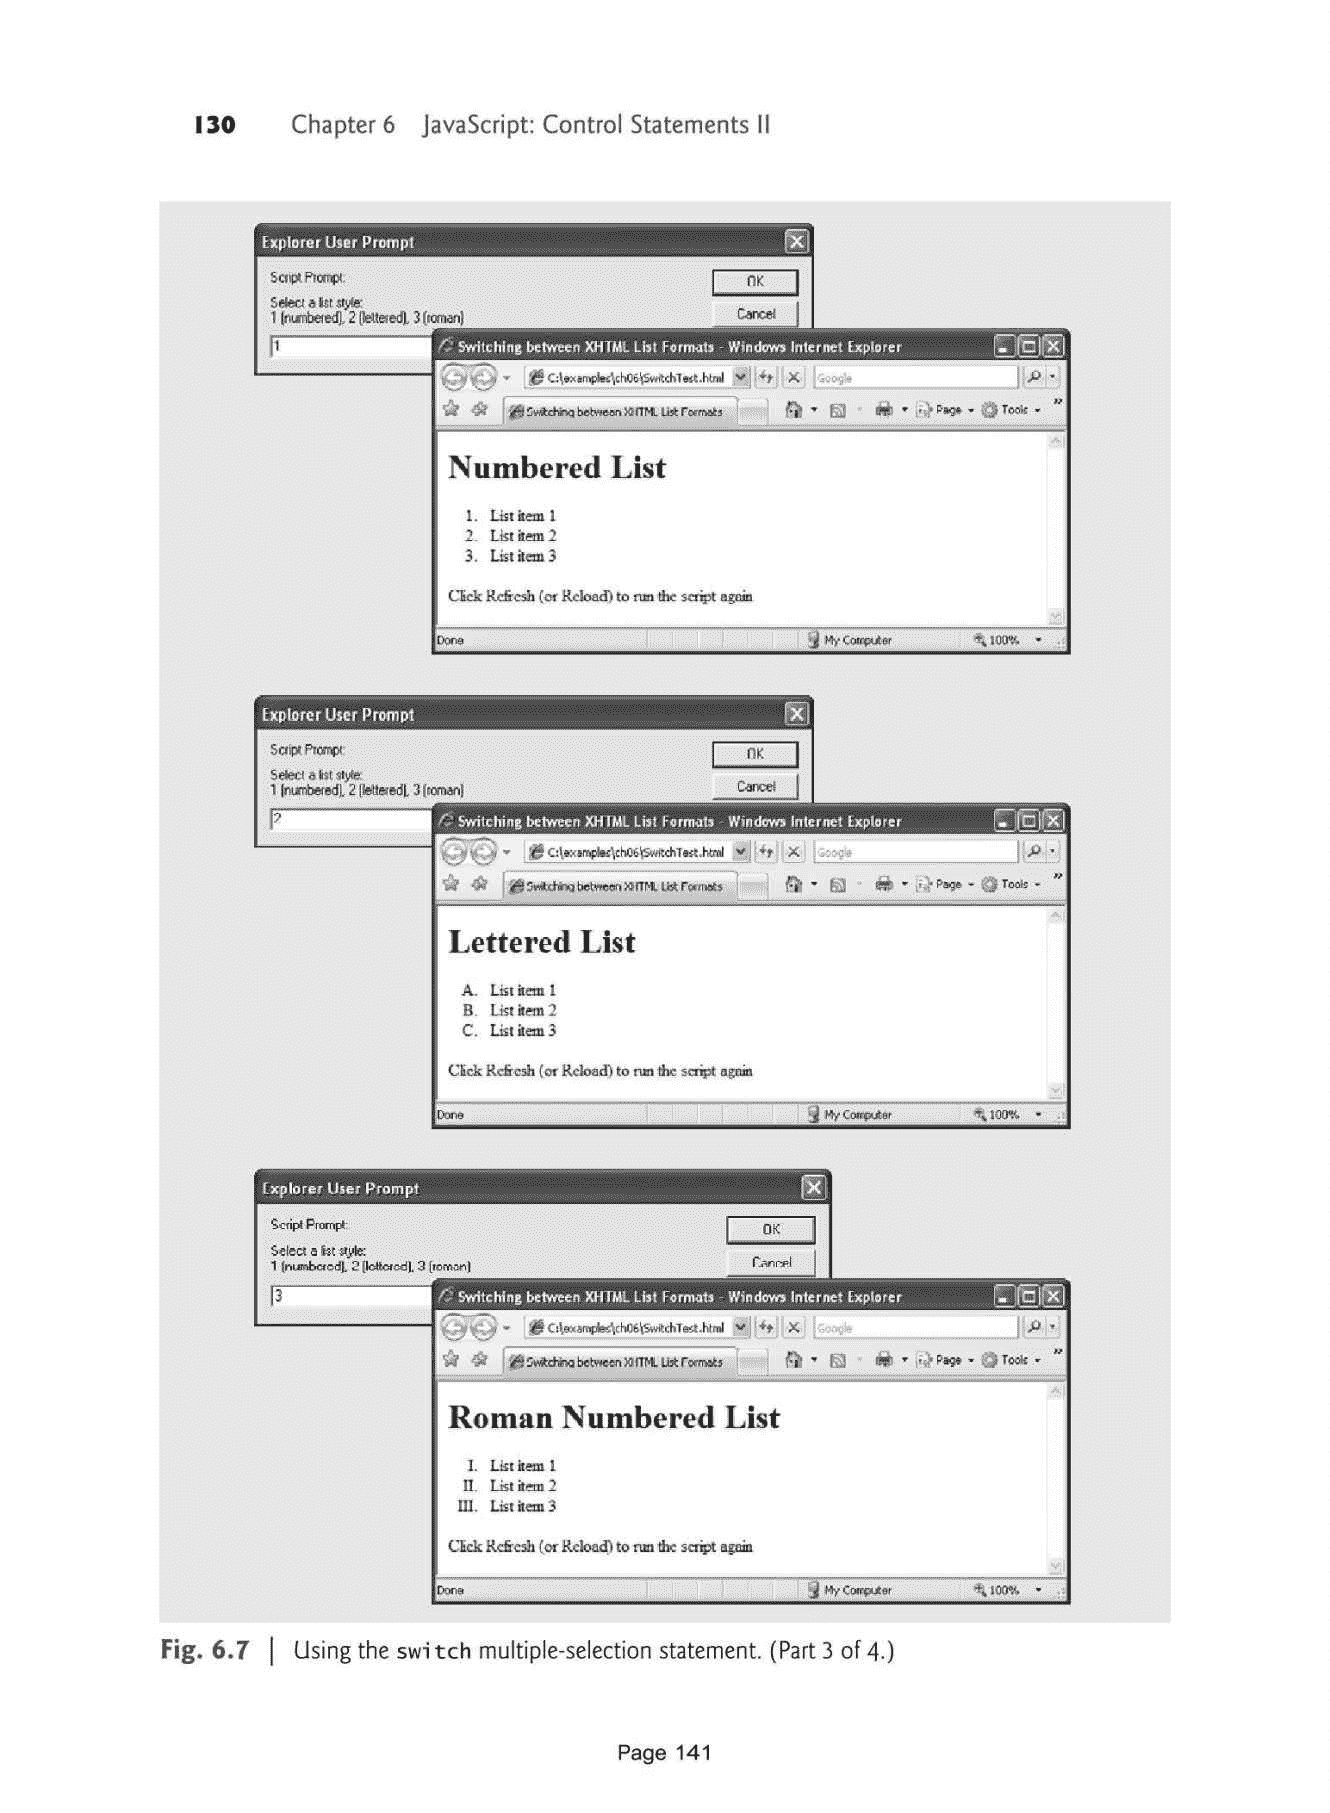 130 Chapter 6 JavaScript: Control Statements II
Explorer User Prompt
Script Prompt:
OK
Select a list style:
1 (numbered), 2 (lettered), 3 (roman)
Cancel
1
Switching between XHTML List Formats - Windows Internet Explorer
C:\examples\ch06\SwitchTest.html
Google
Switching between XHTML List Formats
Page
Tools
Numbered List
1. List item 1
2. List item 2
3. List item 3
Click Refresh (or Reload) to run the script again
Done
My Computer
100%
Explorer User Prompt
Script Prompt:
OK
Select a list style:
1 (numbered), 2 (lettered), 3 (roman)
Cancel
2
Switching between XHTML List Formats - Windows Internet Explorer
C:\examples\ch06\SwitchTest.html
Google
Switching between XHTML List Formats
Page
Tools
Lettered List
A. List item 1
B. List item 2
C. List item 3
Click Refresh (or Reload) to run the script again
Done
My Computer
100%
Explorer User Prompt
Script Prompt:
OK
Select a list style:
1 (numbered), 2 (lettered), 3 (roman)
Cancel
3
Switching between XHTML List Formats - Windows Internet Explorer
C:\examples\ch06\SwitchTest.html
Google
Switching between XHTML List Formats
Page
Tools
Roman Numbered List
I. List item 1
II. List item 2
III. List item 3
Click Refresh (or Reload) to run the script again
Done
My Computer
100%
Fig. 6.7 | Using the switch multiple-selection statement. (Part 3 of 4.)
Page 141